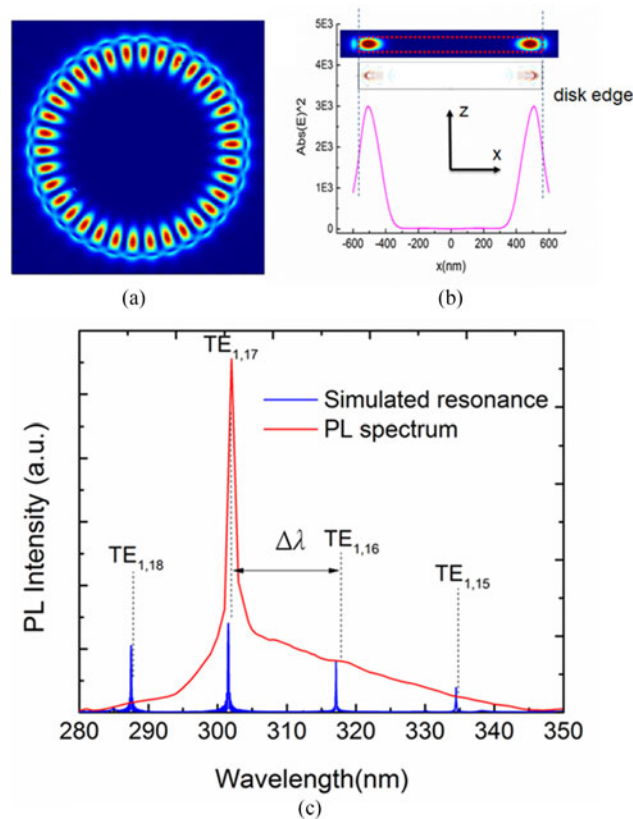 5E3
4E3
3E3
2E3
1E3
0
Abs(E)^2
disk edge
Z
X
-600 -400 -200 0 200 400 600
x(nm)
(a)
(b)
TE1,17
Simulated resonance
PL spectrum
TE1,18
Δλ
TE1,16
TE1,15
PL Intensity (a.u.)
280 290 300 310 320 330 340 350
Wavelength(nm)
(c)